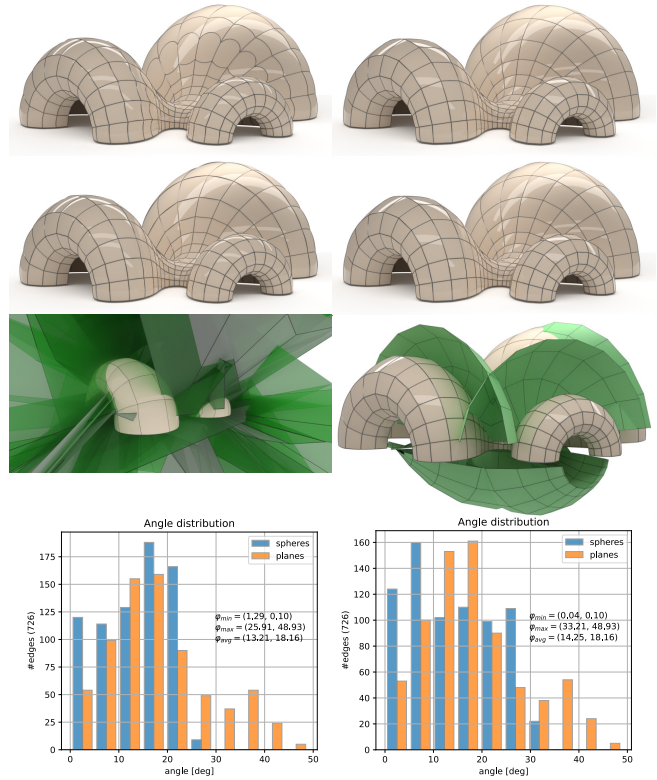 Angle distribution
spheres
planes
φmin = (1,29, 0,10)
φmax = (25,91, 48,93)
φavg = (13,21, 18,16)
#edges (726)
175
150
125
100
75
50
25
0
0 10 20 30 40 50
angle [deg]
Angle distribution
spheres
planes
φmin = (0,04, 0,10)
φmax = (33,21, 48,93)
φavg = (14,25, 18,16)
#edges (726)
160
140
120
100
80
60
40
20
0
0 10 20 30 40 50
angle [deg]